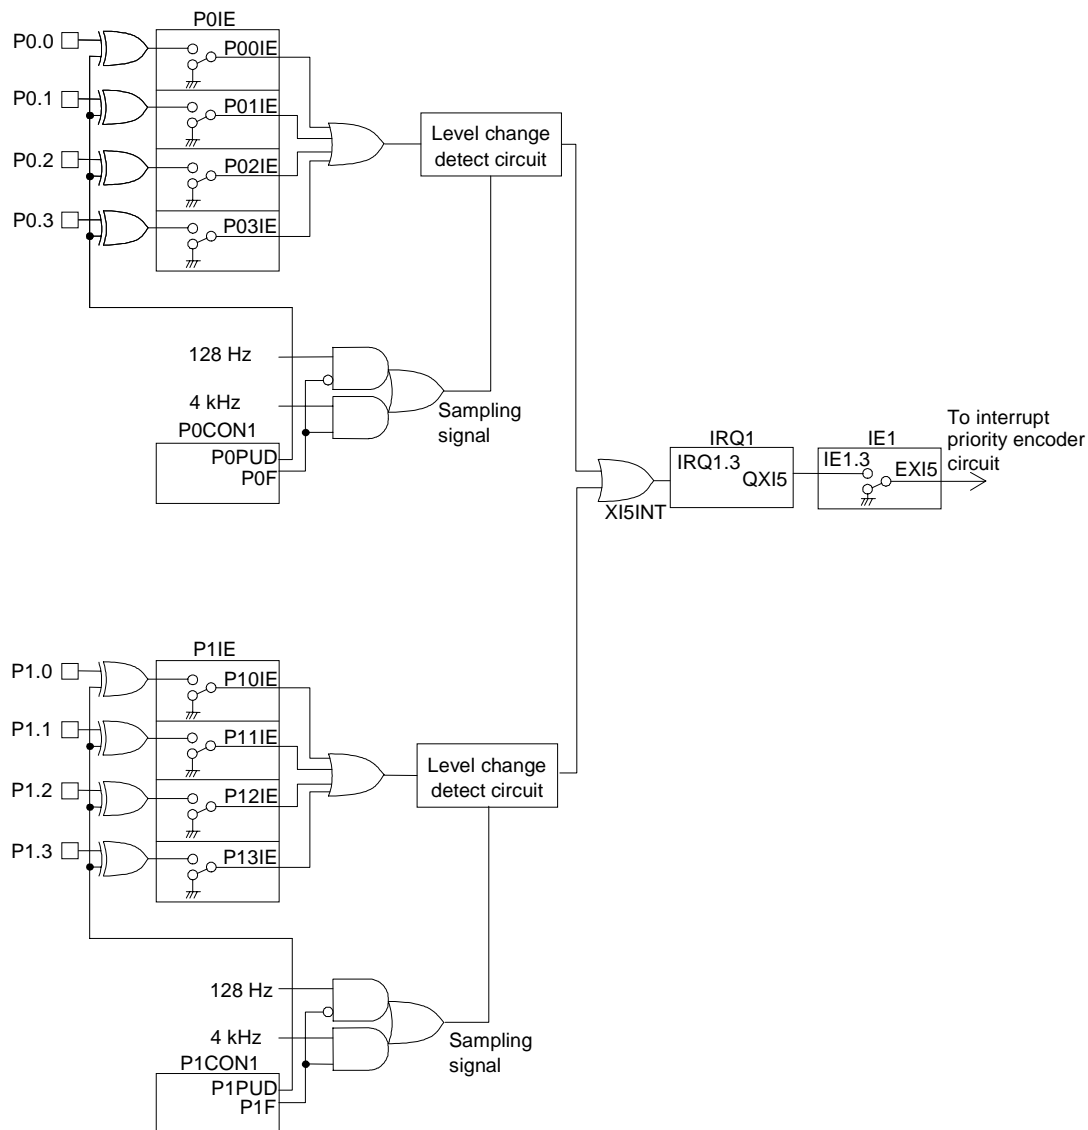 P0IE
P0.0
P00IE
P0.1
P01IE
P0.2
P02IE
P0.3
P03IE
Level change
detect circuit
128 Hz
4 kHz
Sampling
signal
P0CON1
P0PUD
P0F
XI5INT
IRQ1
IRQ1.3
QXI5
IE1
IE1.3
EXI5
To interrupt
priority encoder
circuit
P1IE
P1.0
P10IE
P1.1
P11IE
P1.2
P12IE
P1.3
P13IE
Level change
detect circuit
128 Hz
4 kHz
Sampling
signal
P1CON1
P1PUD
P1F